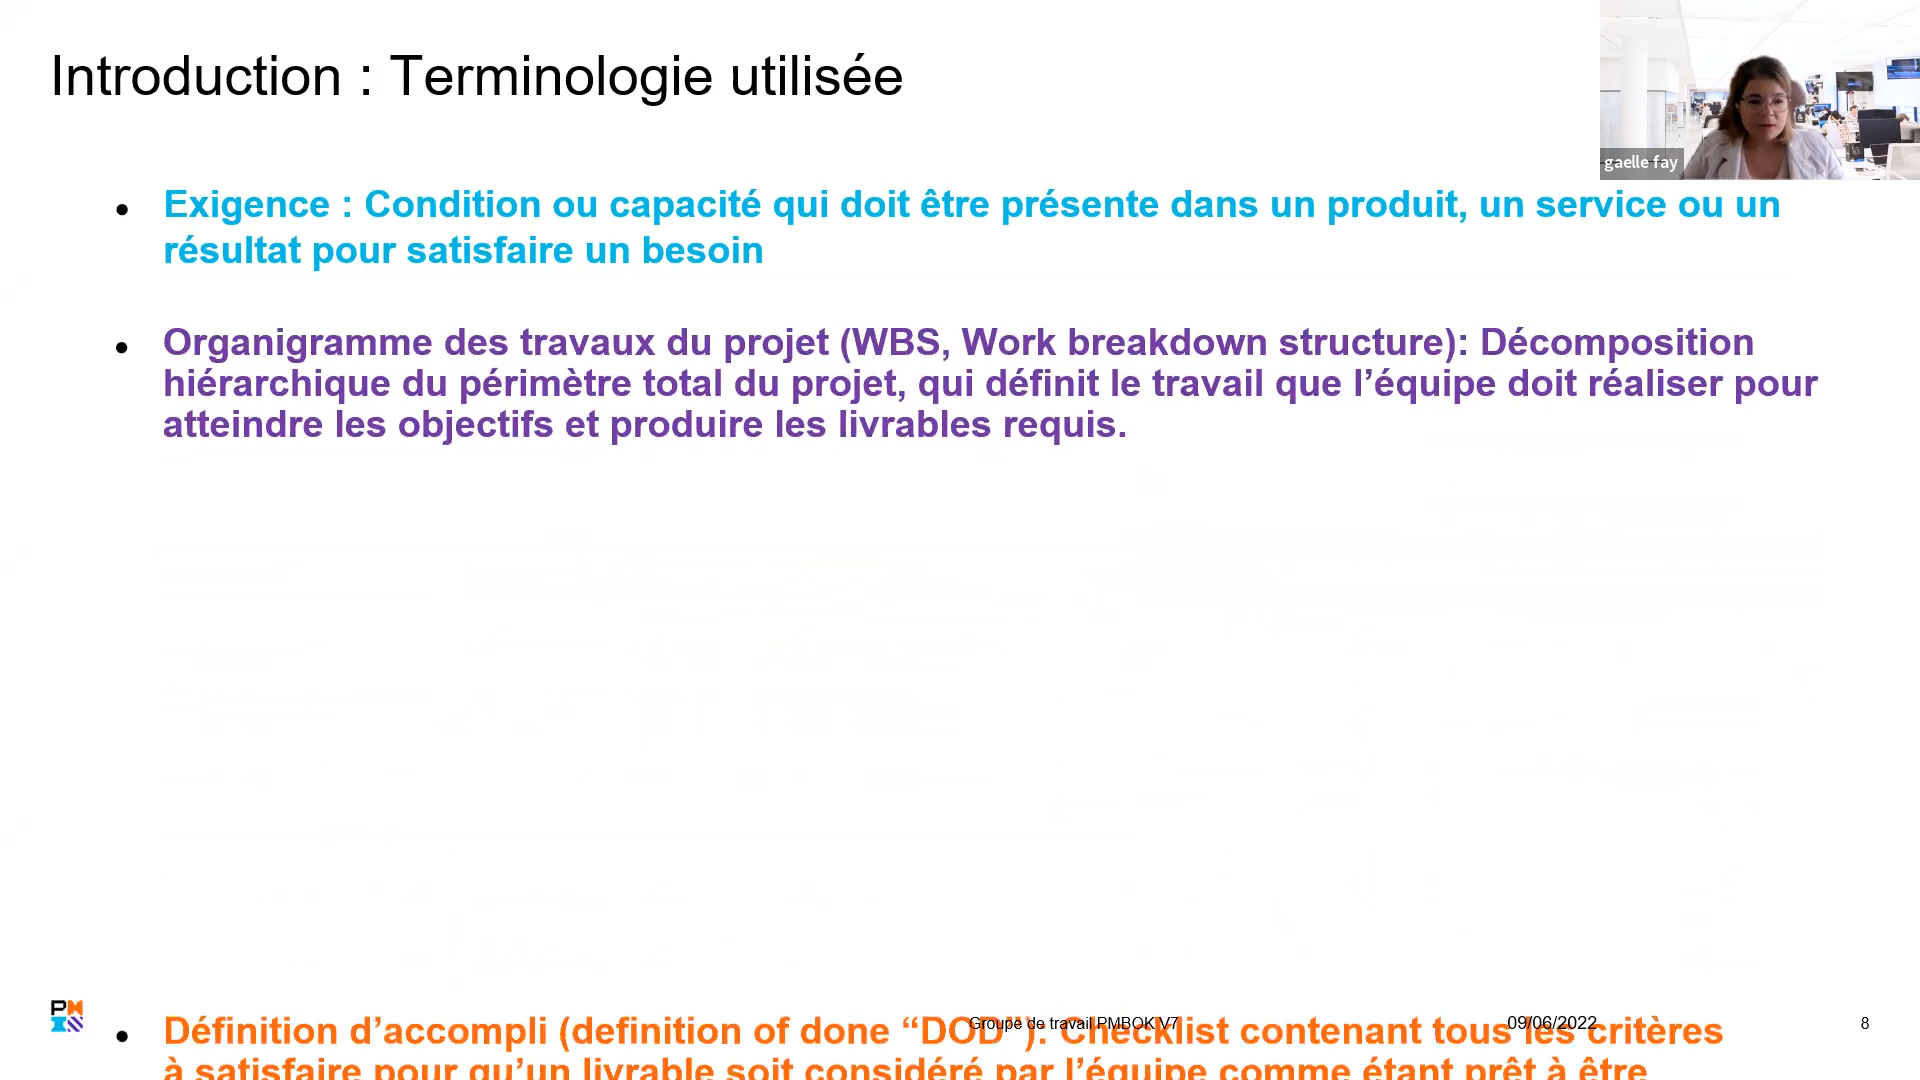 Introduction : Terminologie utilisée
gaelle fay
Exigence : Condition ou capacité qui doit être présente dans un produit, un service ou un
résultat pour satisfaire un besoin
Organigramme des travaux du projet (WBS, Work breakdown structure): Décomposition
hiérarchique du périmètre total du projet, qui définit le travail que l’équipe doit réaliser pour
atteindre les objectifs et produire les livrables requis.
PM
Définition d’accompli (definition of done “DOD”): Checklist contenant tous les critères
Groupe de travail PMBOK V7
09/06/2022
8
à satisfaire pour qu’un livrable soit considéré par l’équipe comme étant prêt à être